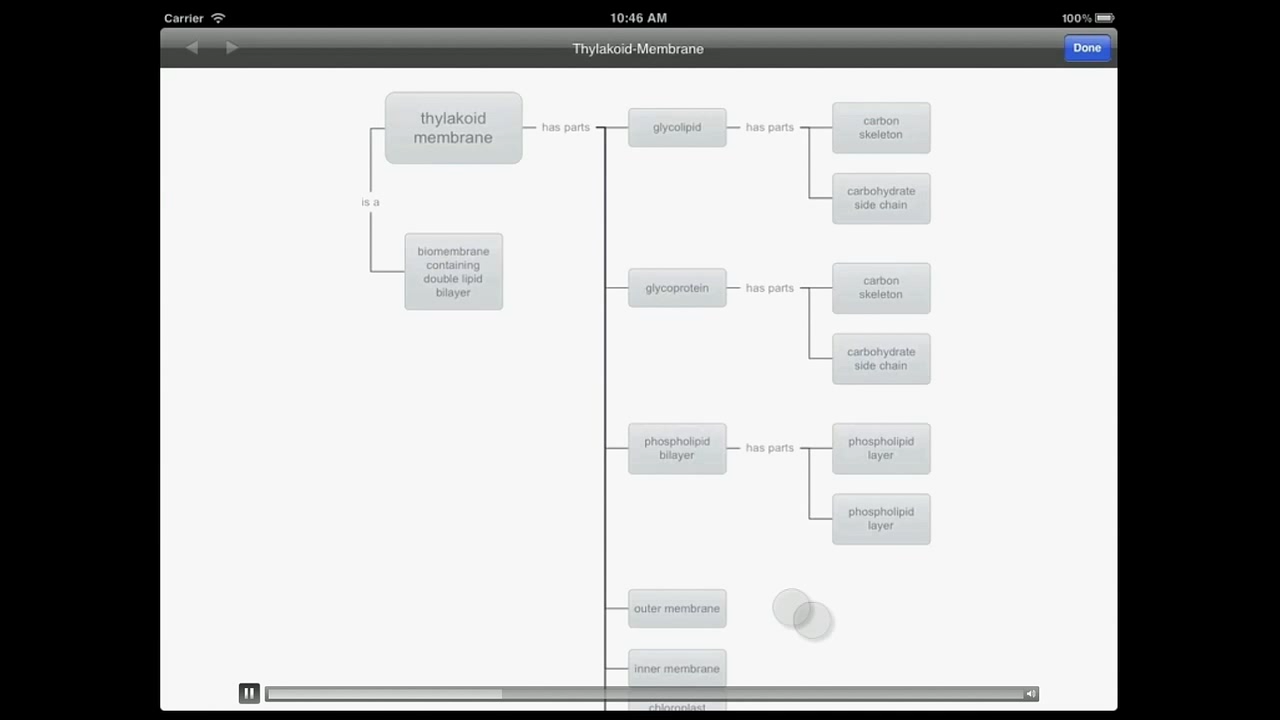 Carrier
10:46 AM
100%
Thylakoid-Membrane
Done
thylakoid
membrane
has parts
glycolipid
has parts
carbon
skeleton
carbohydrate
side chain
is a
biomembrane
containing
double lipid
bilayer
glycoprotein
has parts
carbon
skeleton
carbohydrate
side chain
phospholipid
bilayer
has parts
phospholipid
layer
phospholipid
layer
outer membrane
inner membrane
chloroplast